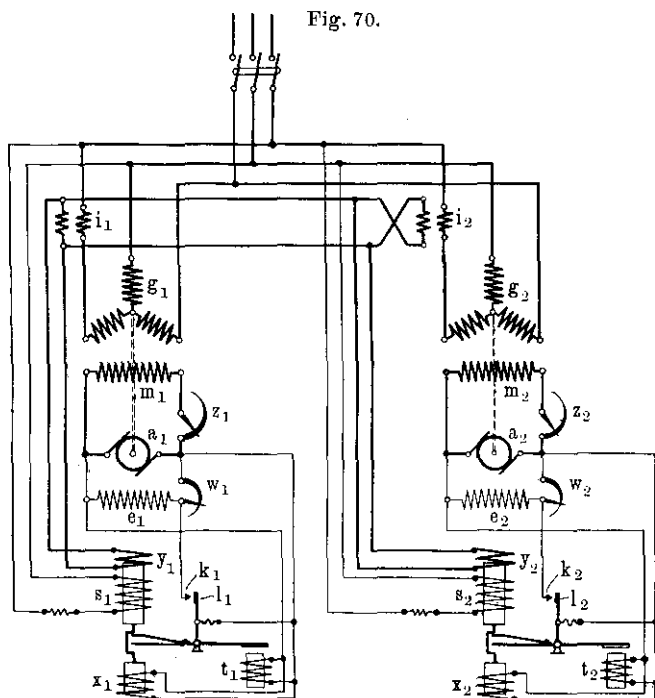 Fig. 70.
i₁ i₂
g₁ g₂
m₁ m₂
z₁ z₂
a₁ a₂
w₁ w₂
e₁ e₂
y₁ k₁ y₂ k₂
s₁ l₁ s₂ l₂
x₁ t₁ x₂ t₂